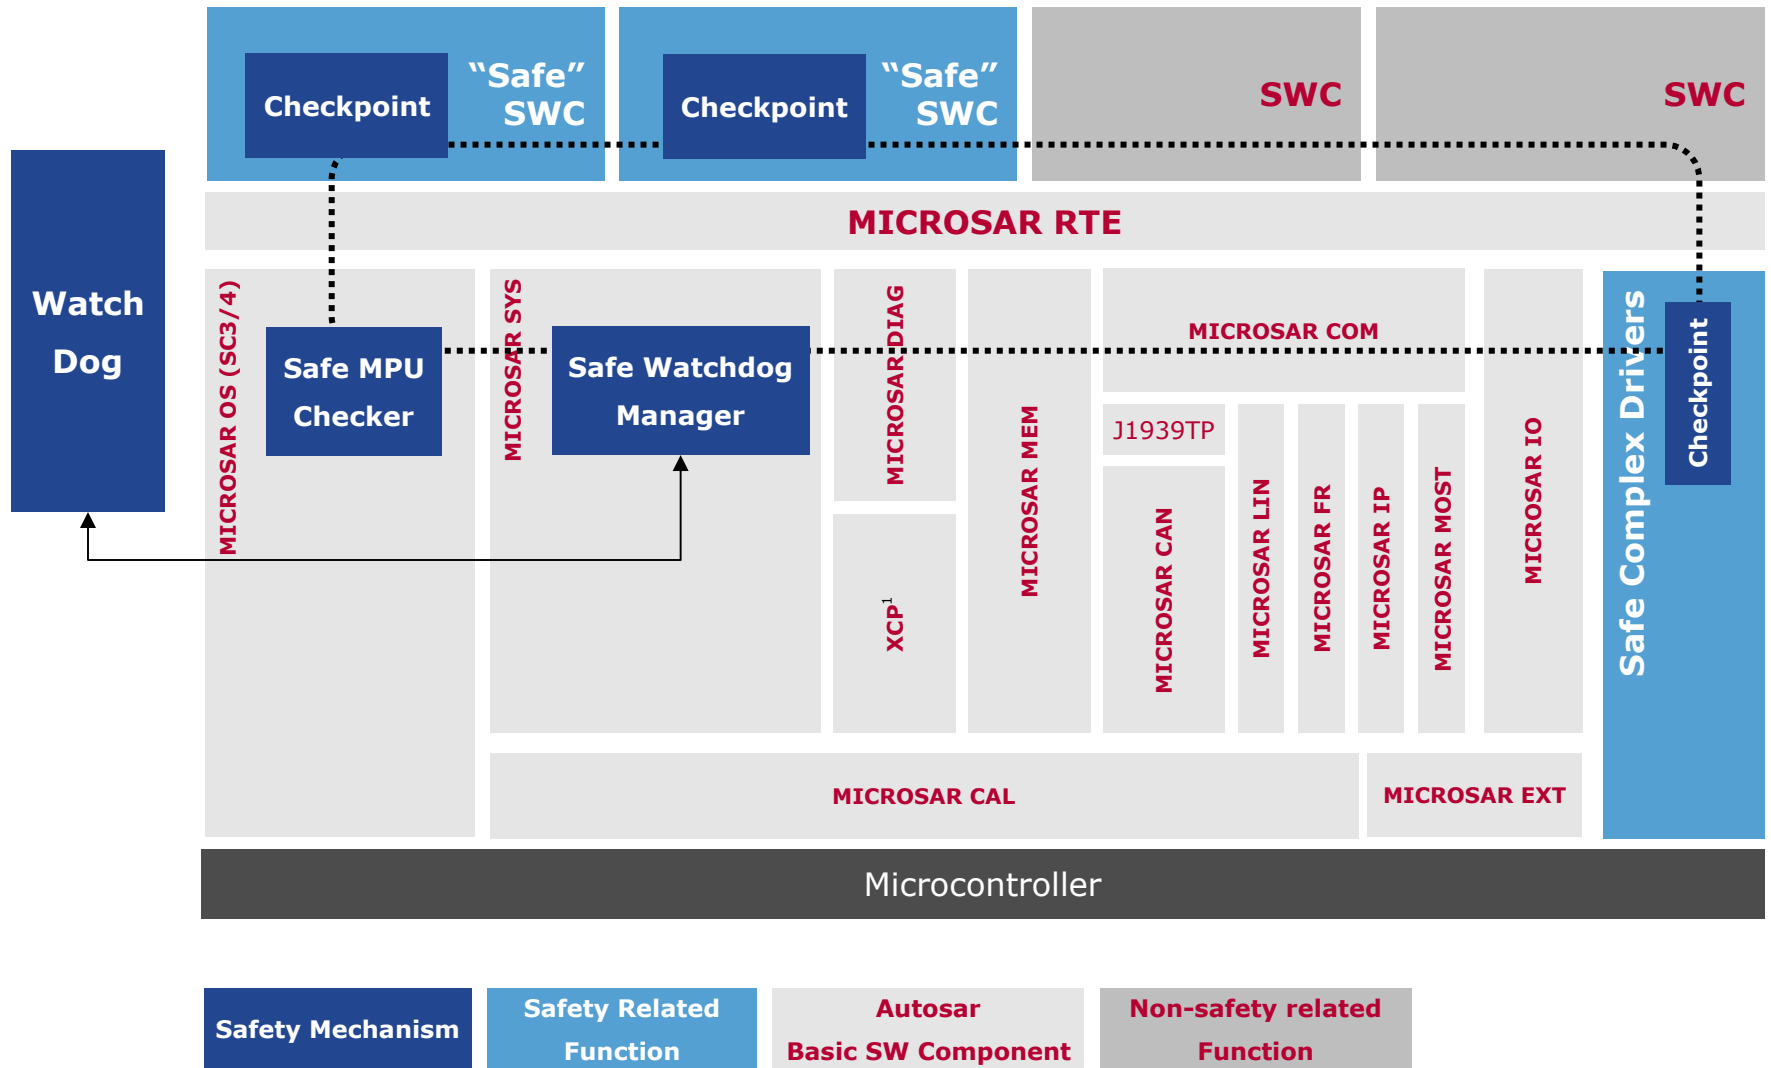 Checkpoint
“Safe”
SWC
Checkpoint
“Safe”
SWC
SWC
SWC
Watch
Dog
MICROSAR RTE
MICROSAR OS (SC3/4)
Safe MPU
Checker
MICROSAR SYS
Safe Watchdog
Manager
MICROSAR DIAG
XCP¹
MICROSAR MEM
MICROSAR COM
J1939TP
MICROSAR CAN
MICROSAR LIN
MICROSAR FR
MICROSAR IP
MICROSAR MOST
MICROSAR IO
Safe Complex Drivers
Checkpoint
MICROSAR CAL
MICROSAR EXT
Microcontroller
Safety Mechanism
Safety Related
Function
Autosar
Basic SW Component
Non-safety related
Function